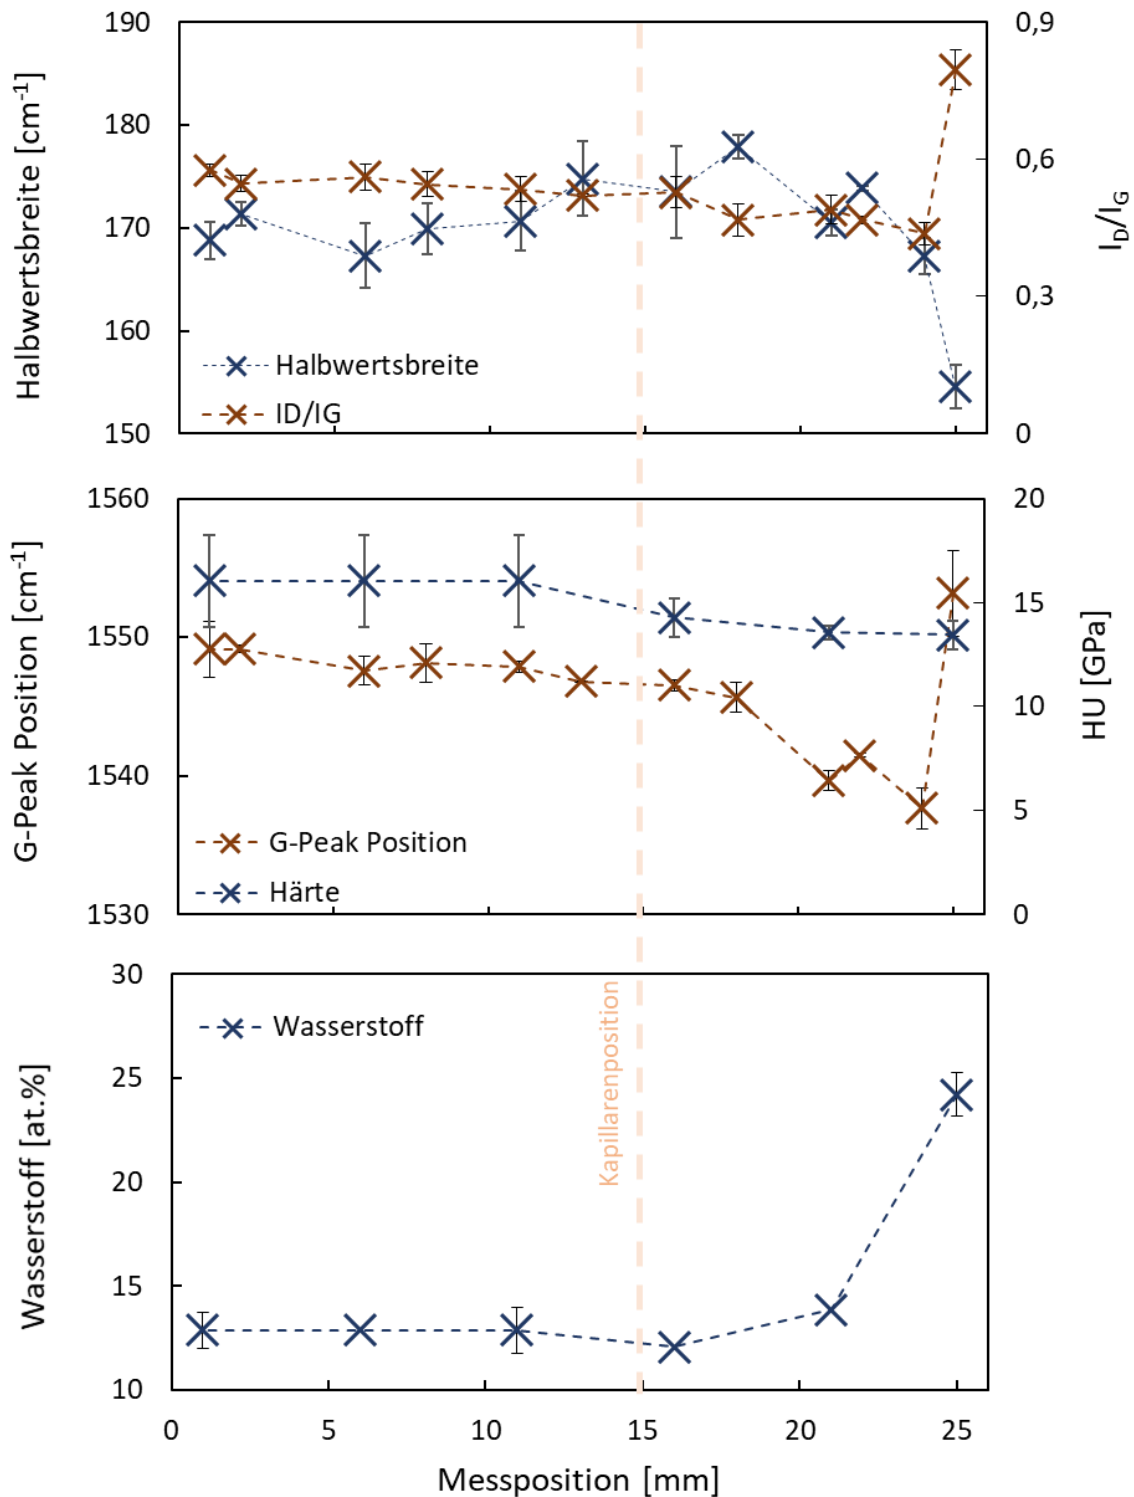 190
180
170
160
150
Halbwertsbreite [cm⁻¹]
0,9
0,6
0,3
0
I_D/I_G
Halbwertsbreite
ID/IG
1560
1550
1540
1530
G-Peak Position [cm⁻¹]
20
15
10
5
0
HU [GPa]
G-Peak Position
Härte
30
25
20
15
10
Wasserstoff [at.%]
Wasserstoff
Kapillarenposition
0 5 10 15 20 25
Messposition [mm]